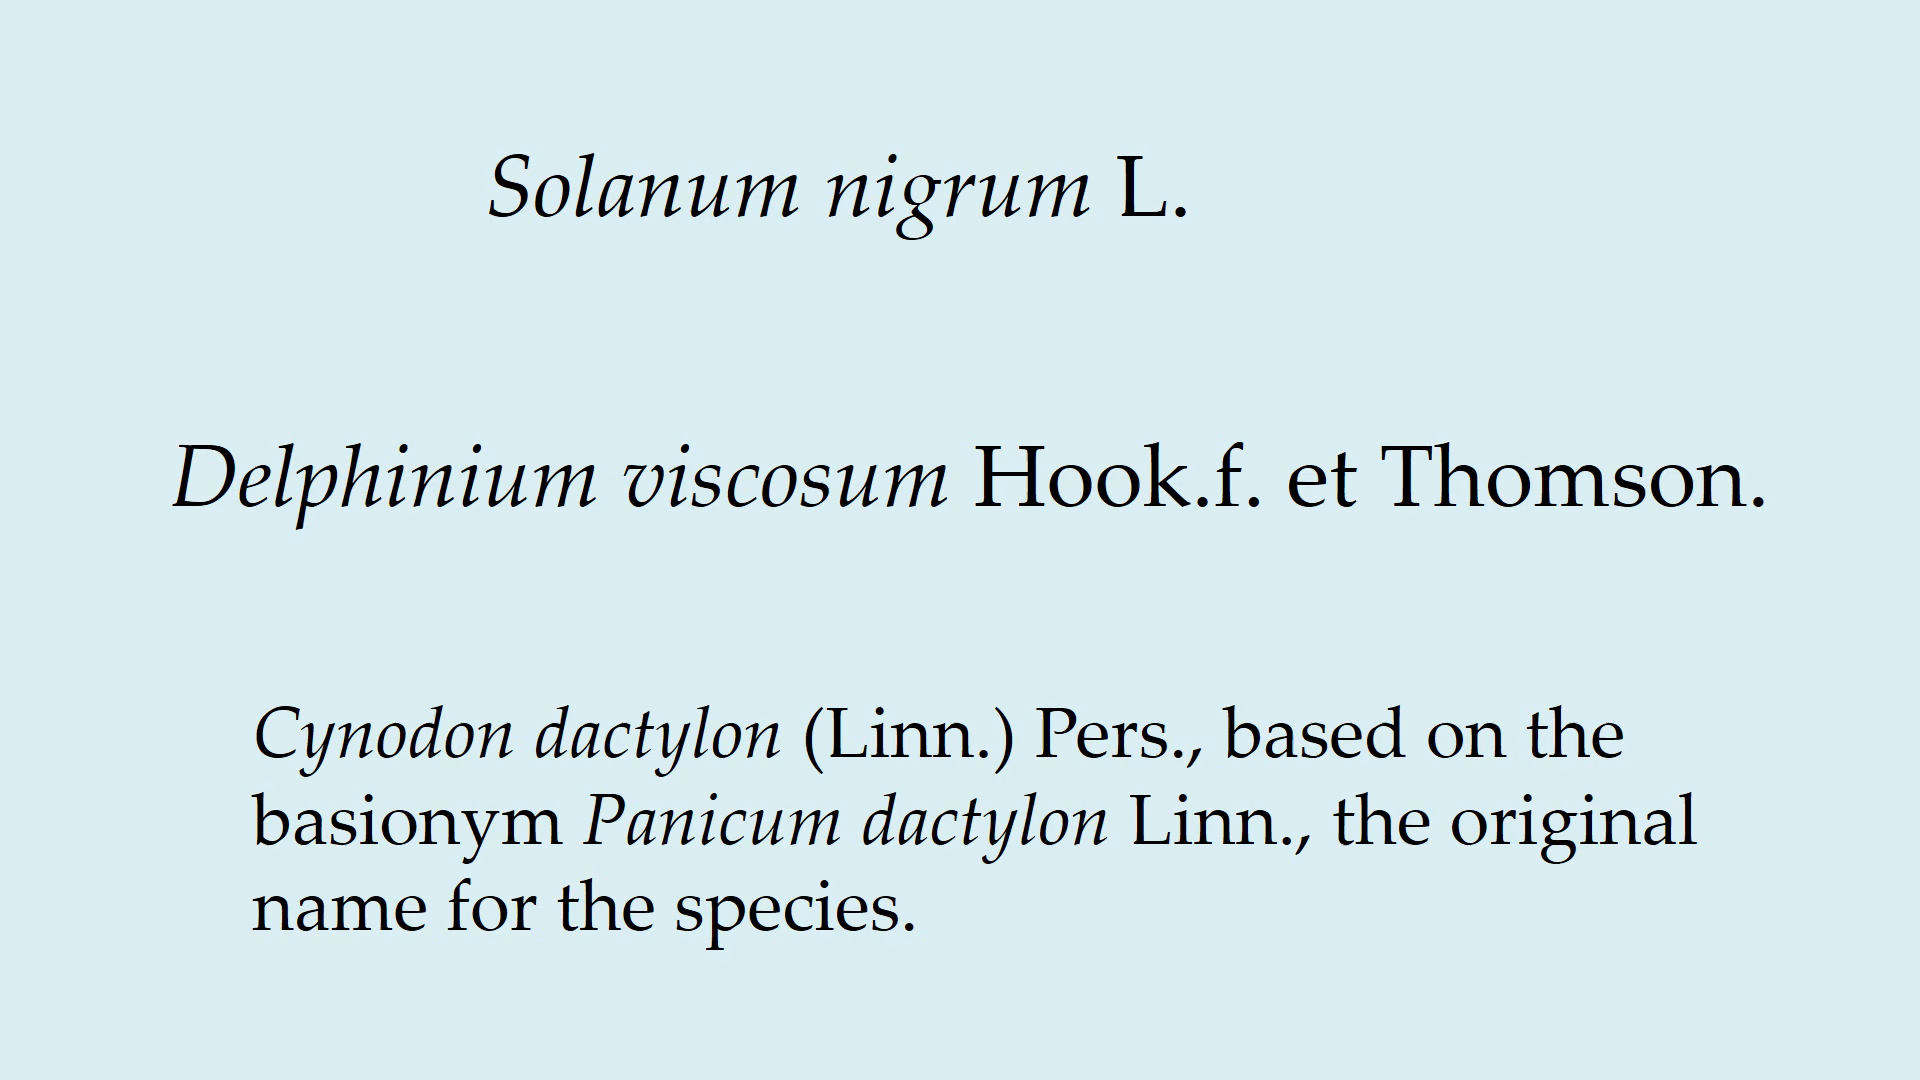 Solanum nigrum L.
Delphinium viscosum Hook.f. et Thomson.
Cynodon dactylon (Linn.) Pers., based on the
basionym Panicum dactylon Linn., the original
name for the species.